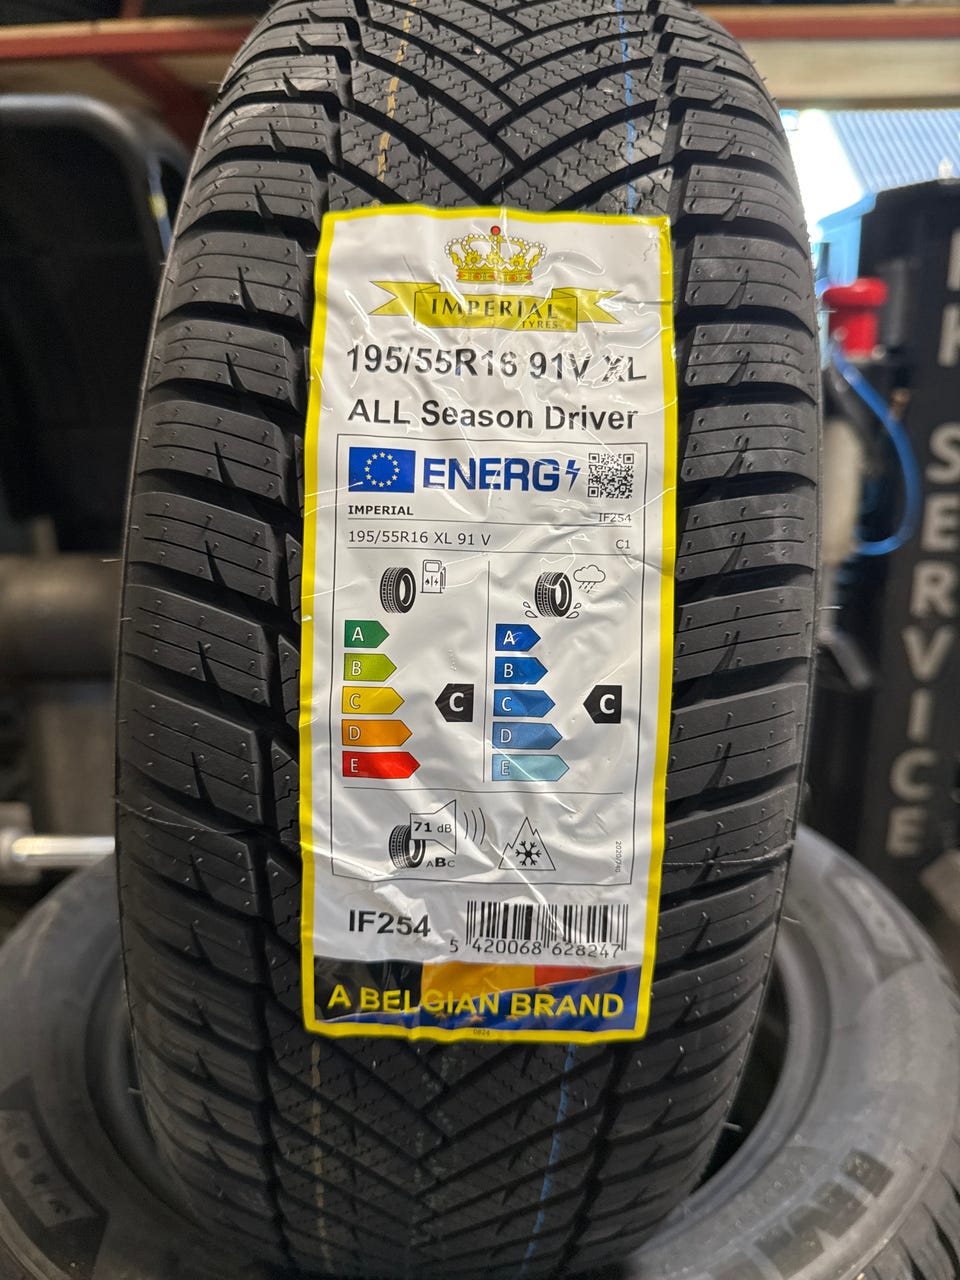 IMPERIAL
TYRES
195/55R16 91V XL
ALL Season Driver
ENERG
IMPERIAL
IF254
195/55R16 XL 91 V
C1
A
B
C
D
E
C
A
B
C
D
E
C
71 dB
ABC
2020/740
IF254
5 420068 628247
A BELGIAN BRAND
0824
SERVICE